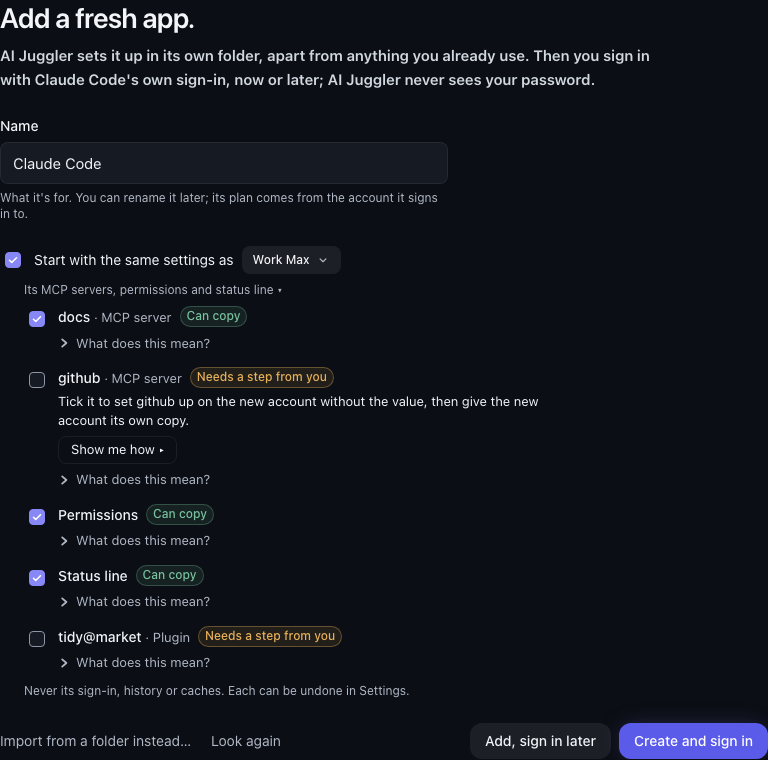 Add a fresh app.
AI Juggler sets it up in its own folder, apart from anything you already use. Then you sign in
with Claude Code's own sign-in, now or later; AI Juggler never sees your password.
Name
Claude Code
What it's for. You can rename it later; its plan comes from the account it signs
in to.
Start with the same settings as Work Max
Its MCP servers, permissions and status line
docs · MCP server Can copy
What does this mean?
github · MCP server Needs a step from you
Tick it to set github up on the new account without the value, then give the new
account its own copy.
Show me how
What does this mean?
Permissions Can copy
What does this mean?
Status line Can copy
What does this mean?
tidy@market · Plugin Needs a step from you
What does this mean?
Never its sign-in, history or caches. Each can be undone in Settings.
Import from a folder instead... Look again Add, sign in later Create and sign in